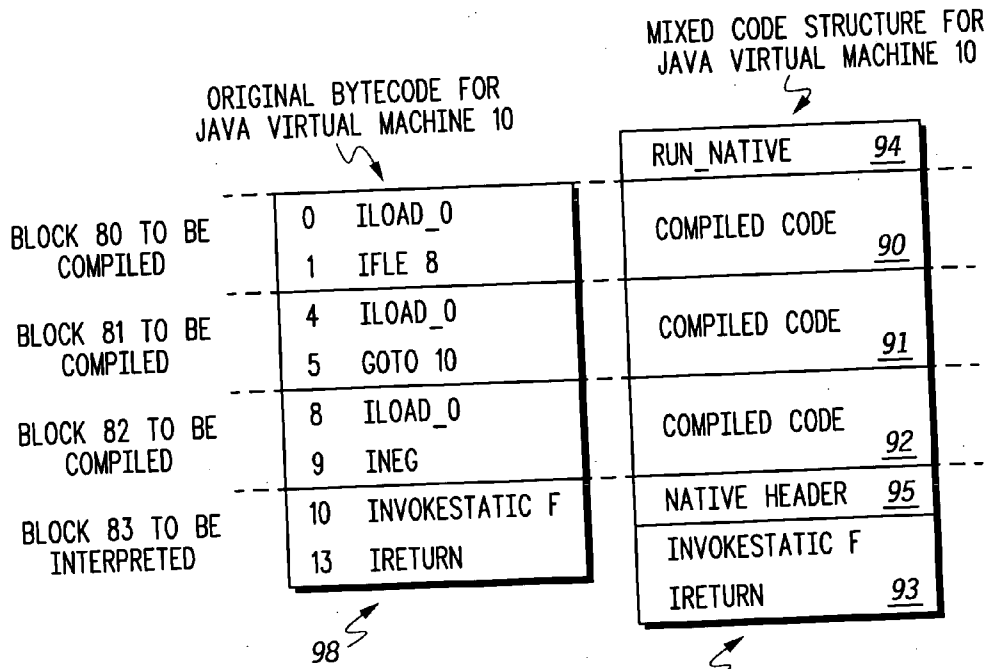 MIXED CODE STRUCTURE FOR
JAVA VIRTUAL MACHINE 10
ORIGINAL BYTECODE FOR
JAVA VIRTUAL MACHINE 10
RUN_NATIVE 94
BLOCK 80 TO BE
COMPILED
0 ILOAD_0
1 IFLE 8
COMPILED CODE
90
BLOCK 81 TO BE
COMPILED
4 ILOAD_0
5 GOTO 10
COMPILED CODE
91
BLOCK 82 TO BE
COMPILED
8 ILOAD_0
9 INEG
COMPILED CODE
92
BLOCK 83 TO BE
INTERPRETED
10 INVOKESTATIC F
13 IRETURN
NATIVE HEADER 95
INVOKESTATIC F
IRETURN 93
98